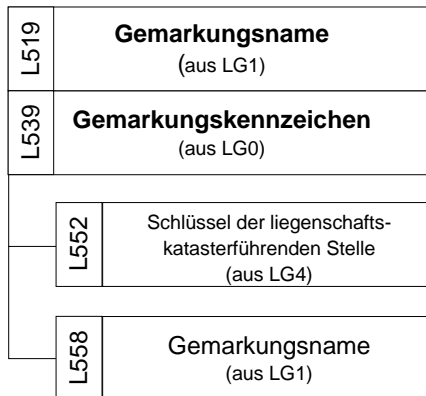 L519
Gemarkungsname
(aus LG1)
L539
Gemarkungskennzeichen
(aus LG0)
L552
Schlüssel der liegenschafts-
katasterführenden Stelle
(aus LG4)
L558
Gemarkungsname
(aus LG1)